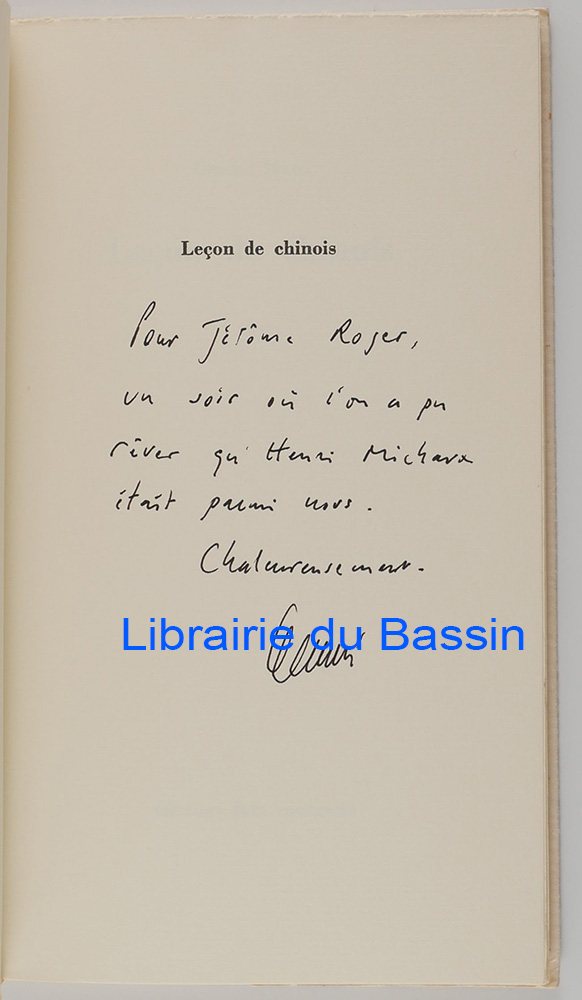 Leçon de chinois
Pour Jérôme Roger,
un soir où l'on a pu
rêver qu'Henri Michaux
était parmi nous.
Chaleureusement.
Librairie du Bassin